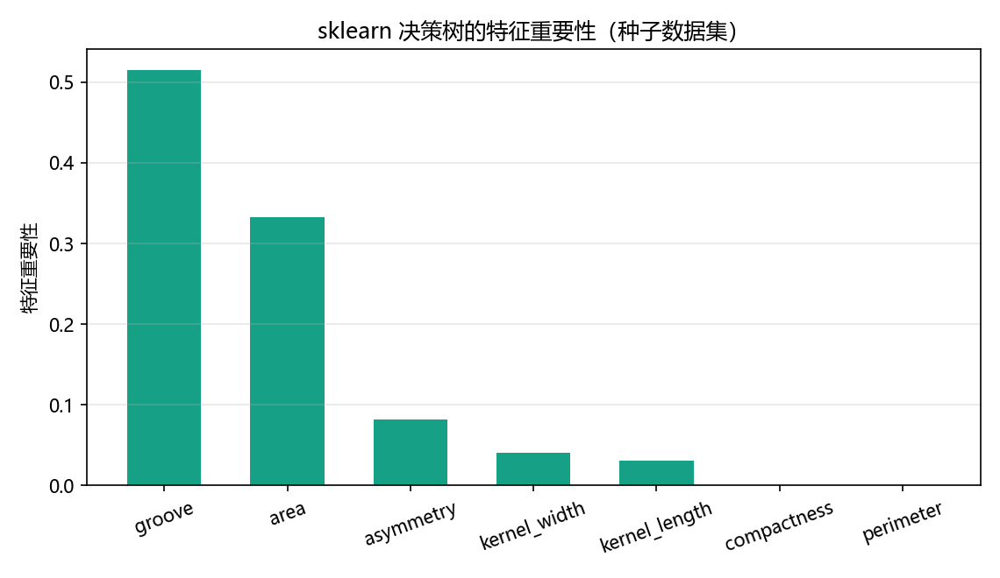 sklearn 决策树的特征重要性（种子数据集）
特征重要性
0.5
0.4
0.3
0.2
0.1
0.0
groove
area
asymmetry
kernel_width
kernel_length
compactness
perimeter